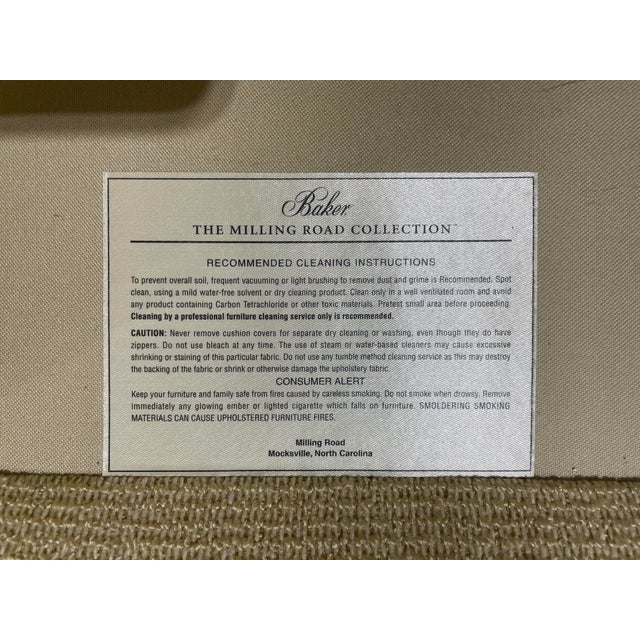 Baker
THE MILLING ROAD COLLECTION™
RECOMMENDED CLEANING INSTRUCTIONS
To prevent overall soil, frequent vacuuming or light brushing to remove dust and grime is Recommended. Spot
clean, using a mild water-free solvent or dry cleaning product. Clean only in a well ventilated room and avoid
any product containing Carbon Tetrachloride or other toxic materials. Pretest small area before proceeding.
Cleaning by a professional furniture cleaning service only is recommended.
CAUTION: Never remove cushion covers for separate dry cleaning or washing, even though they do have
zippers. Do not use bleach at any time. The use of steam or water-based cleaners may cause excessive
shrinking or staining of this particular fabric. Do not use any tumble method cleaning service as this may destroy
the backing of the fabric or shrink or otherwise damage the upholstery fabric.
CONSUMER ALERT
Keep your furniture and family safe from fires caused by careless smoking. Do not smoke when drowsy. Remove
immediately any glowing ember or lighted cigarette which falls on furniture. SMOLDERING SMOKING
MATERIALS CAN CAUSE UPHOLSTERED FURNITURE FIRES.
Milling Road
Mocksville, North Carolina